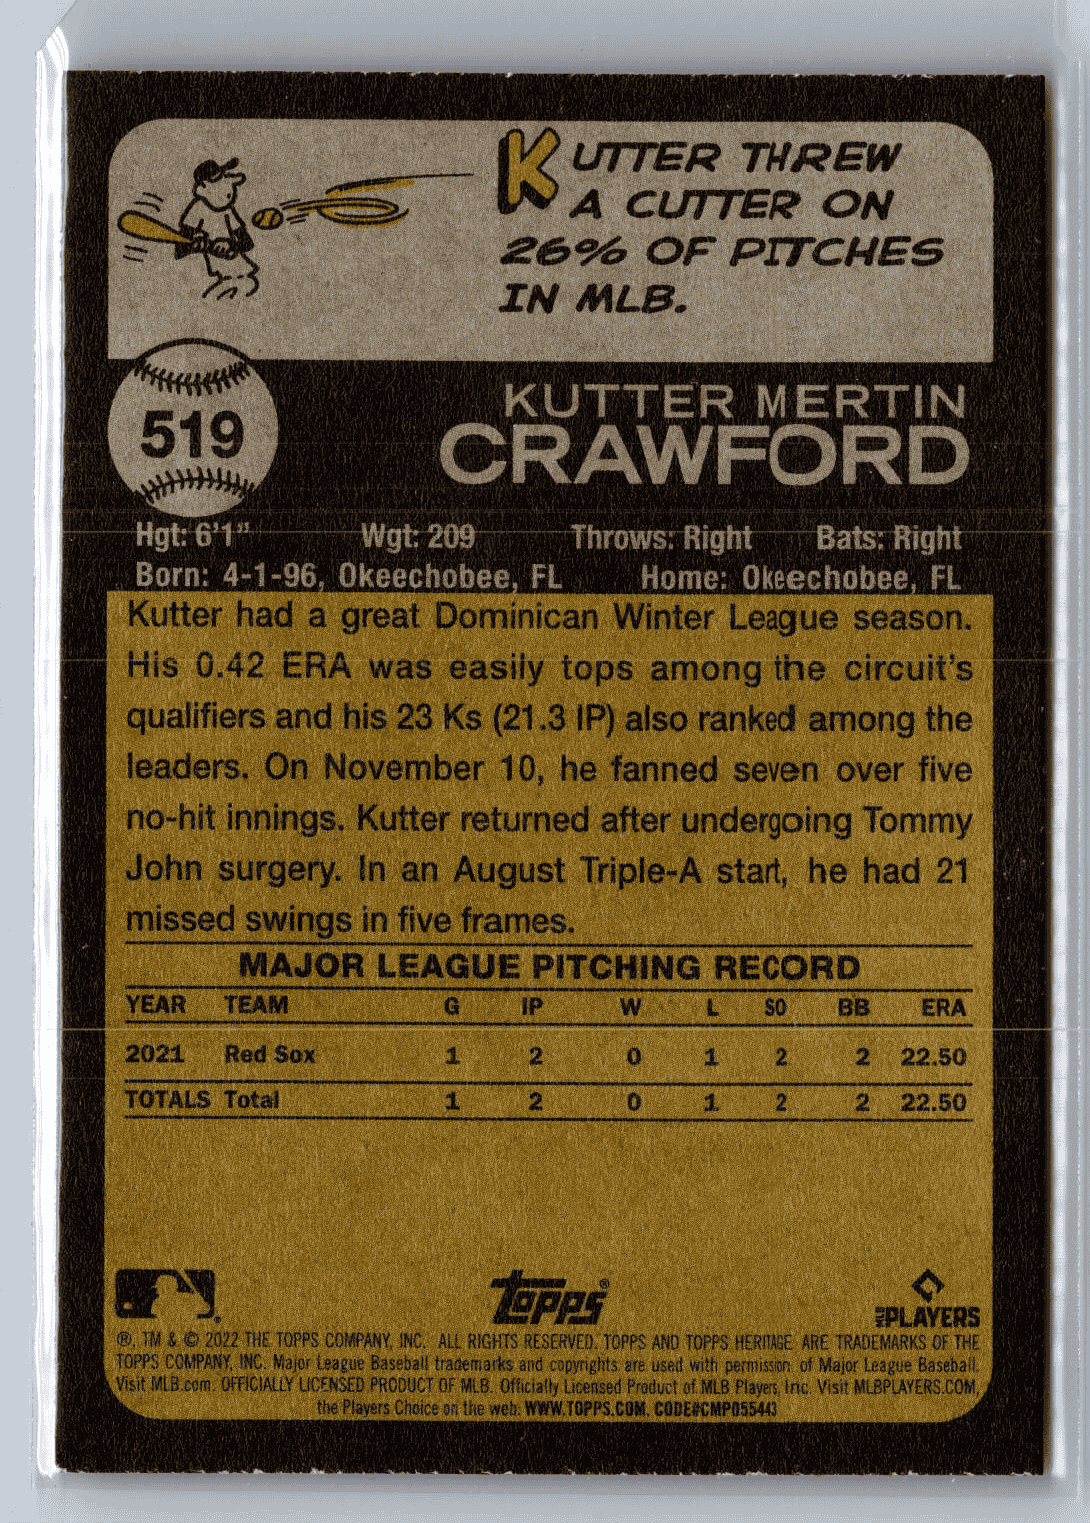 KUTTER THREW
A CUTTER ON
26% OF PITCHES
IN MLB.
519
KUTTER MERTIN
CRAWFORD
Hgt: 6'1" Wgt: 209 Throws: Right Bats: Right
Born: 4-1-96, Okeechobee, FL Home: Okeechobee, FL
Kutter had a great Dominican Winter League season.
His 0.42 ERA was easily tops among the circuit's
qualifiers and his 23 Ks (21.3 IP) also ranked among the
leaders. On November 10, he fanned seven over five
no-hit innings. Kutter returned after undergoing Tommy
John surgery. In an August Triple-A start, he had 21
missed swings in five frames.
MAJOR LEAGUE PITCHING RECORD
YEAR TEAM G IP W L SO BB ERA
2021 Red Sox 1 2 0 1 2 2 22.50
TOTALS Total 1 2 0 1 2 2 22.50
Topps®
MLB PLAYERS
®, TM & © 2022 THE TOPPS COMPANY, INC. ALL RIGHTS RESERVED. TOPPS AND TOPPS HERITAGE ARE TRADEMARKS OF THE
TOPPS COMPANY, INC. Major League Baseball trademarks and copyrights are used with permission of Major League Baseball.
Visit MLB.com. OFFICIALLY LICENSED PRODUCT OF MLB. Officially Licensed Product of MLB Players, Inc. Visit MLBPLAYERS.COM,
the Players Choice on the web. WWW.TOPPS.COM. CODE#CMP055443